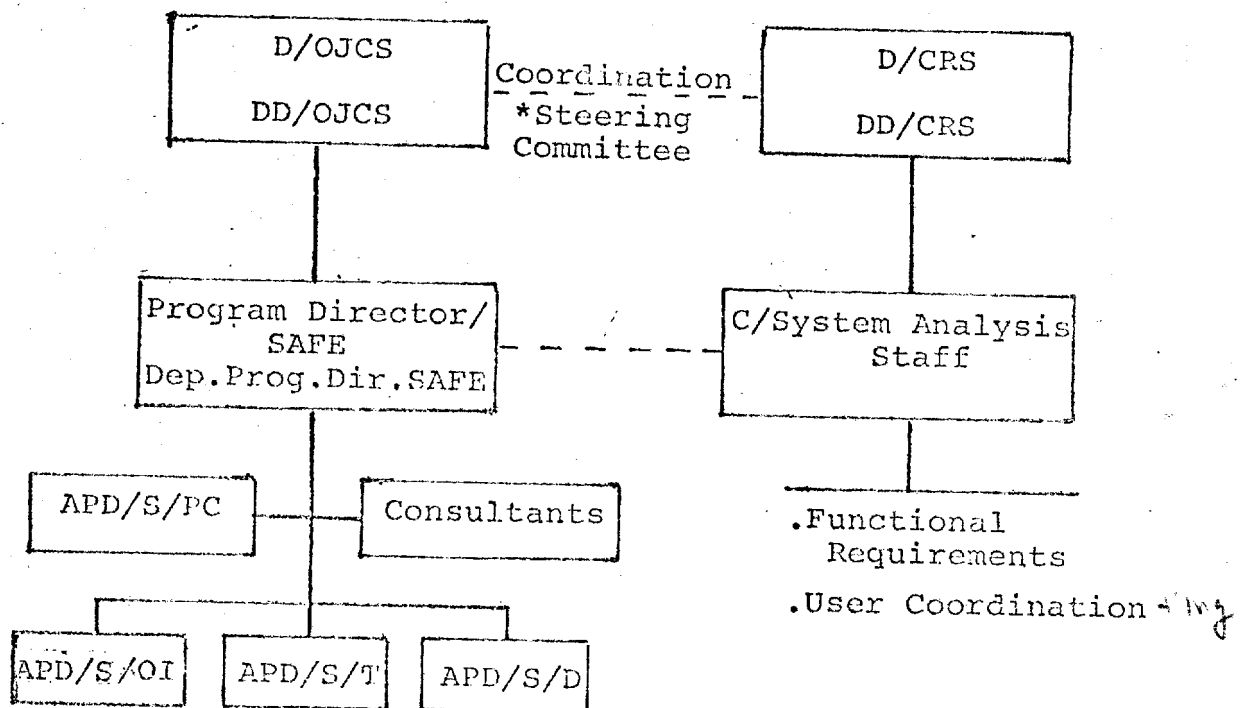 D/OJCS
DD/OJCS
Coordination
*Steering
Committee
D/CRS
DD/CRS
Program Director/
SAFE
Dep.Prog.Dir.SAFE
C/System Analysis
Staff
APD/S/PC
Consultants
.Functional
Requirements
.User Coordination
APD/S/OI
APD/S/T
APD/S/D